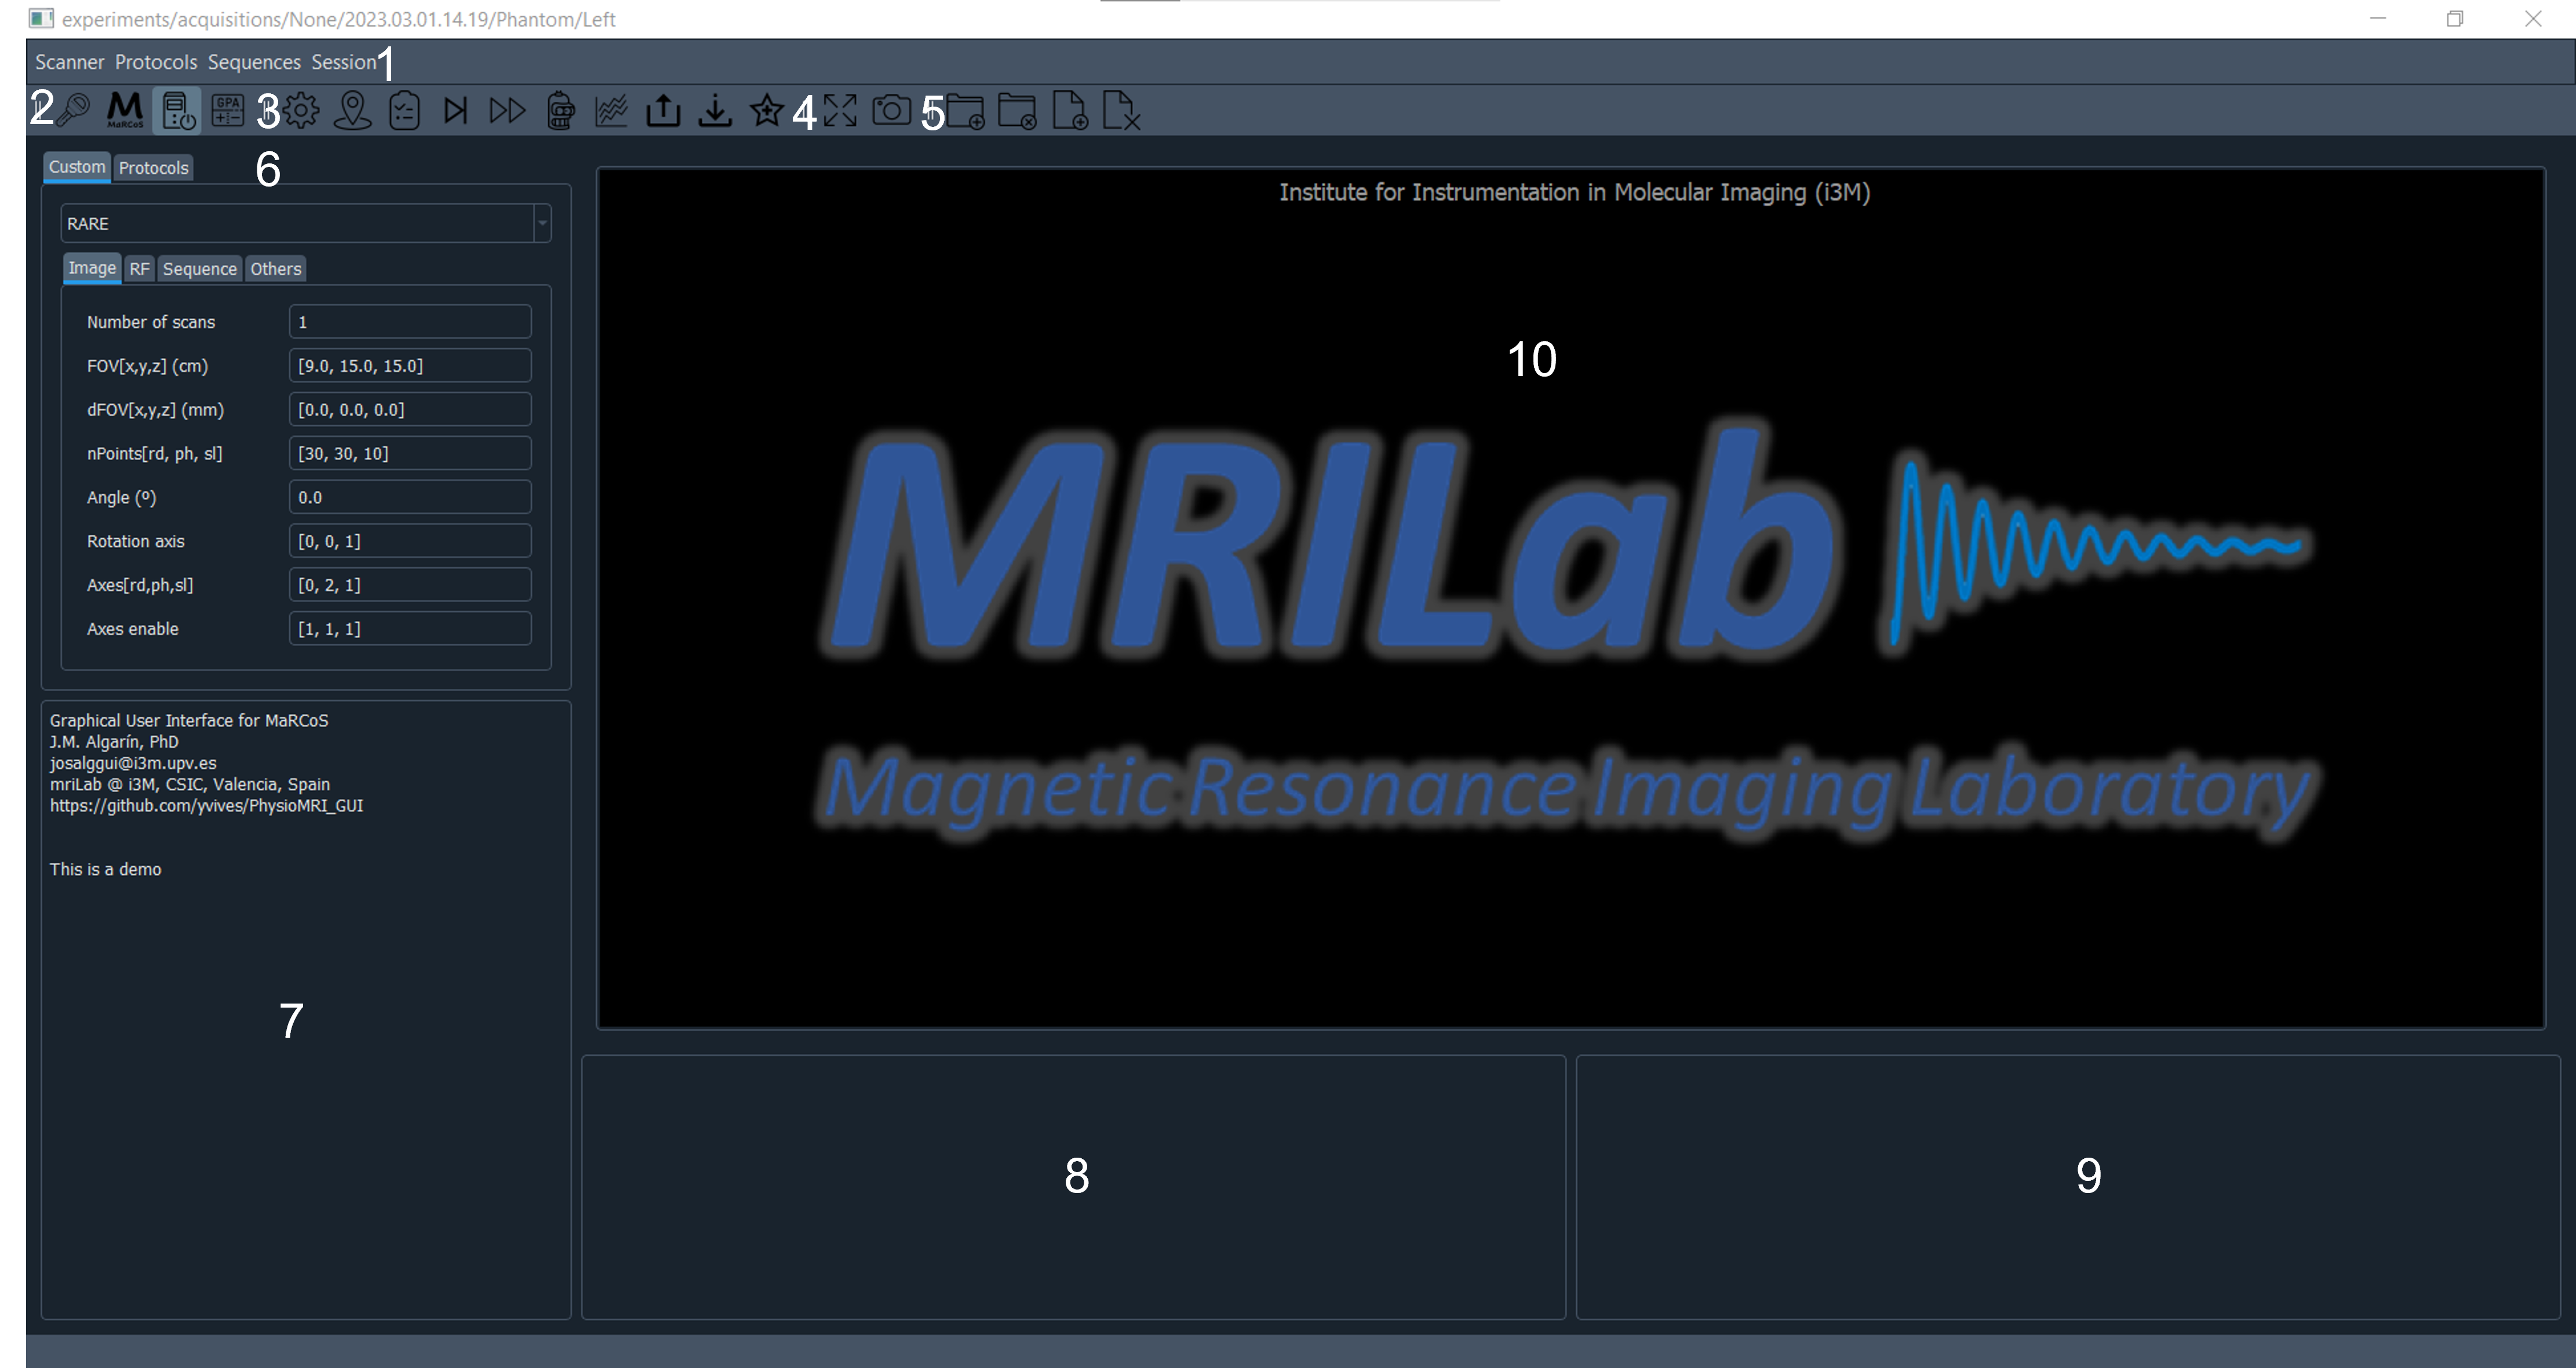 experiments/acquisitions/None/2023.03.01.14.19/Phantom/Left
Scanner Protocols Sequences Session 1
2 MaRCoS GPA 3 4 5
Custom Protocols 6
RARE
Image RF Sequence Others
Number of scans 1
FOV[x,y,z] (cm) [9.0, 15.0, 15.0]
dFOV[x,y,z] (mm) [0.0, 0.0, 0.0]
nPoints[rd, ph, sl] [30, 30, 10]
Angle (º) 0.0
Rotation axis [0, 0, 1]
Axes[rd,ph,sl] [0, 2, 1]
Axes enable [1, 1, 1]
Graphical User Interface for MaRCoS
J.M. Algarín, PhD
josalggui@i3m.upv.es
mriLab @ i3M, CSIC, Valencia, Spain
https://github.com/yvives/PhysioMRI_GUI
This is a demo
7
Institute for Instrumentation in Molecular Imaging (i3M)
10
MRILab
Magnetic Resonance Imaging Laboratory
8
9